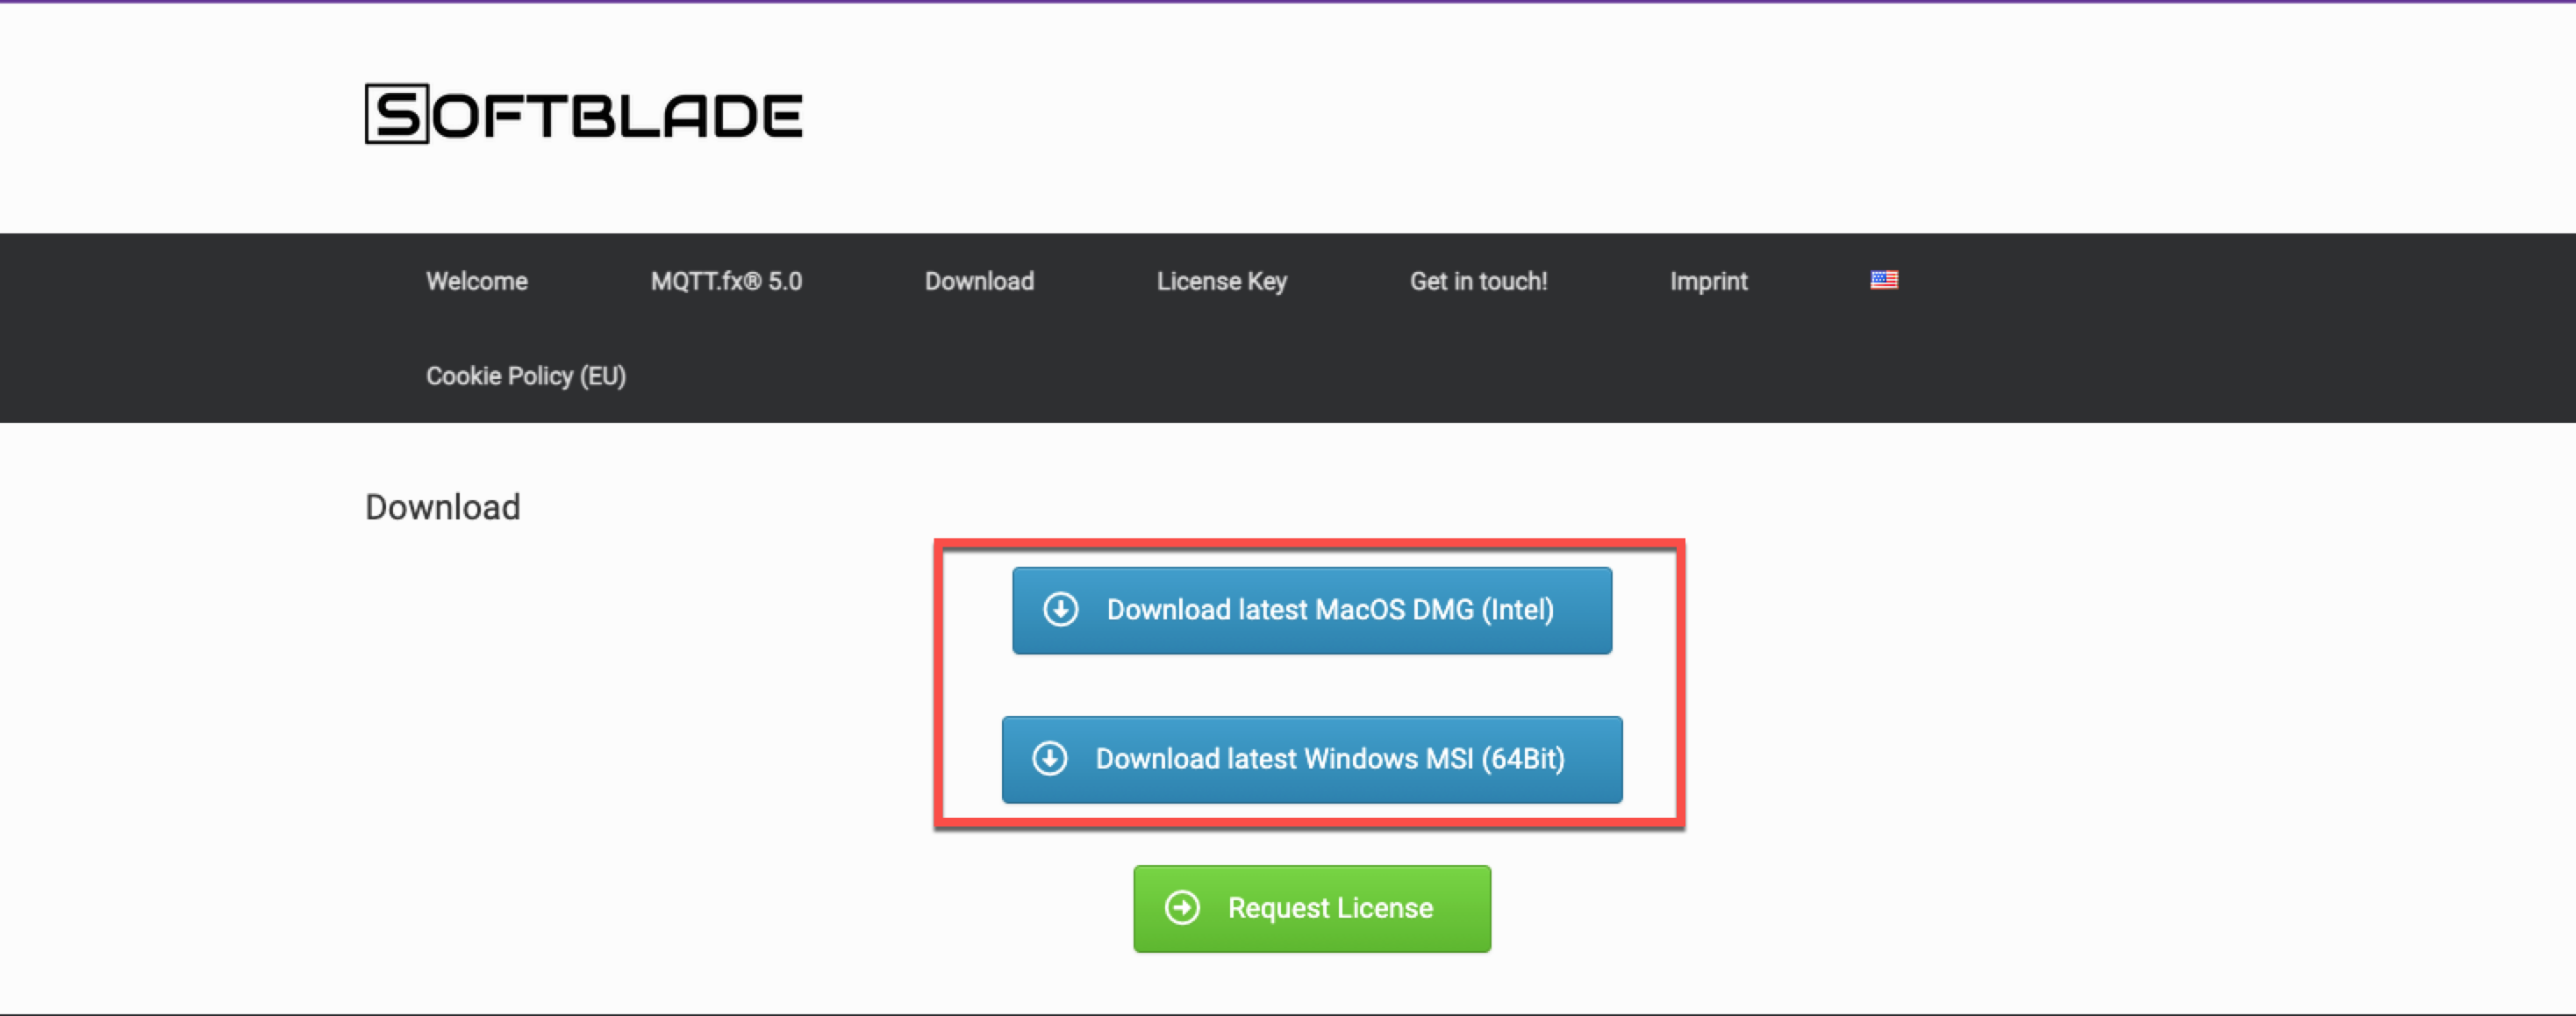 SOFTBLADE
Welcome MQTT.fx® 5.0 Download License Key Get in touch! Imprint
Cookie Policy (EU)
Download
Download latest MacOS DMG (Intel)
Download latest Windows MSI (64Bit)
Request License